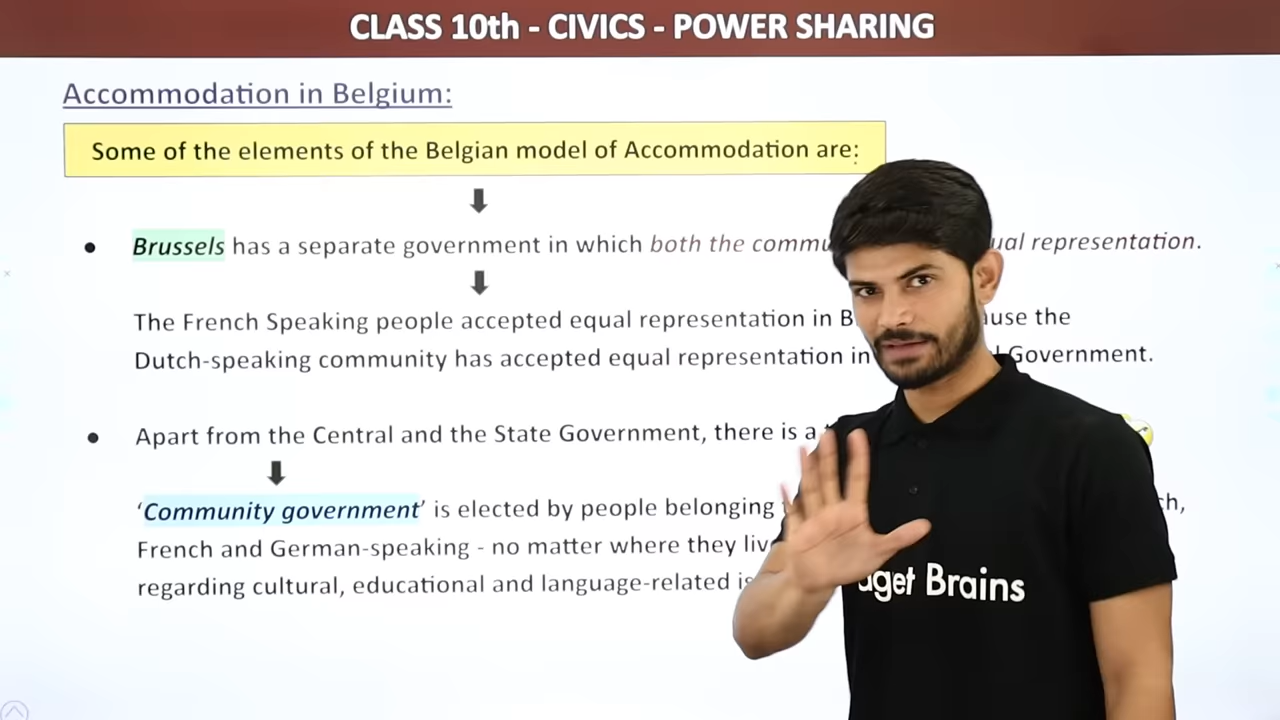 CLASS 10th - CIVICS - POWER SHARING
Accommodation in Belgium:
Some of the elements of the Belgian model of Accommodation are:
Brussels has a separate government in which both the commu ual representation.
The French Speaking people accepted equal representation in B ause the
Dutch-speaking community has accepted equal representation in Government.
Apart from the Central and the State Government, there is a
'Community government' is elected by people belonging ch,
French and German-speaking - no matter where they liv
regarding cultural, educational and language-related is
aget Brains